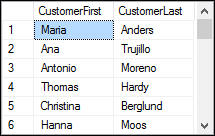 CustomerFirst CustomerLast
1 Maria Anders
2 Ana Trujillo
3 Antonio Moreno
4 Thomas Hardy
5 Christina Berglund
6 Hanna Moos